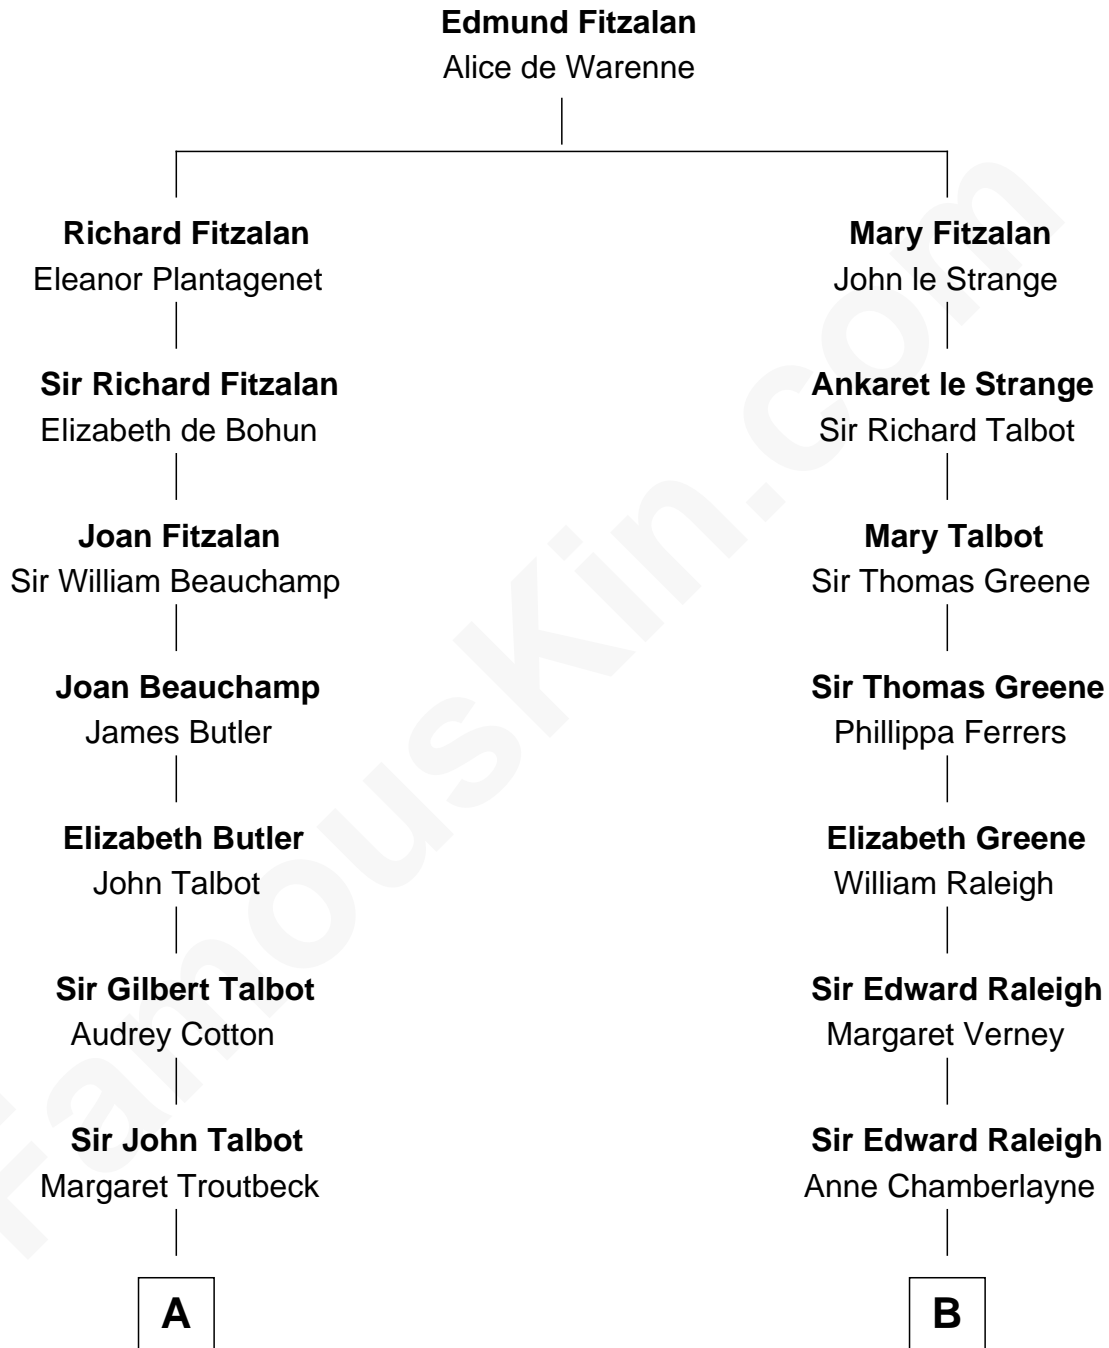 Edmund Fitzalan
Alice de Warenne
Richard Fitzalan
Eleanor Plantagenet
Mary Fitzalan
John le Strange
Sir Richard Fitzalan
Elizabeth de Bohun
Ankaret le Strange
Sir Richard Talbot
Joan Fitzalan
Sir William Beauchamp
Mary Talbot
Sir Thomas Greene
Joan Beauchamp
James Butler
Sir Thomas Greene
Phillippa Ferrers
Elizabeth Butler
John Talbot
Elizabeth Greene
William Raleigh
Sir Gilbert Talbot
Audrey Cotton
Sir Edward Raleigh
Margaret Verney
Sir John Talbot
Margaret Troutbeck
Sir Edward Raleigh
Anne Chamberlayne
A
B
FamousKin.com